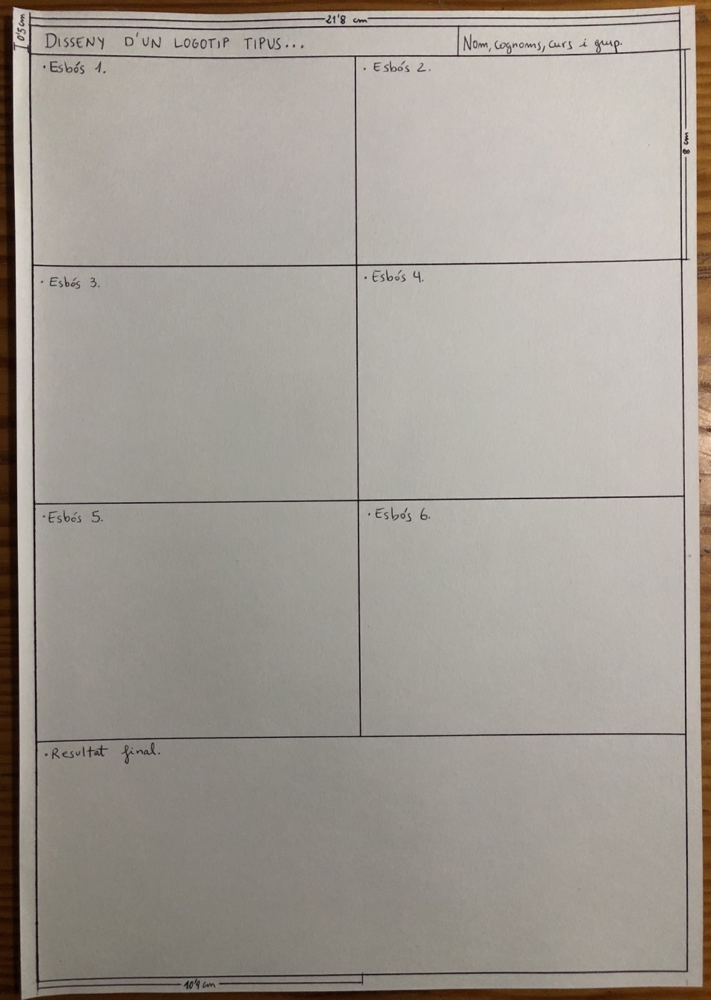 21'8 cm
0'5 cm
DISSENY D'UN LOGOTIP TIPUS...
Nom, cognoms, curs i grup.
· Esbós 1.
· Esbós 2.
8 cm
· Esbós 3.
· Esbós 4.
· Esbós 5.
· Esbós 6.
· Resultat final.
10'9 cm